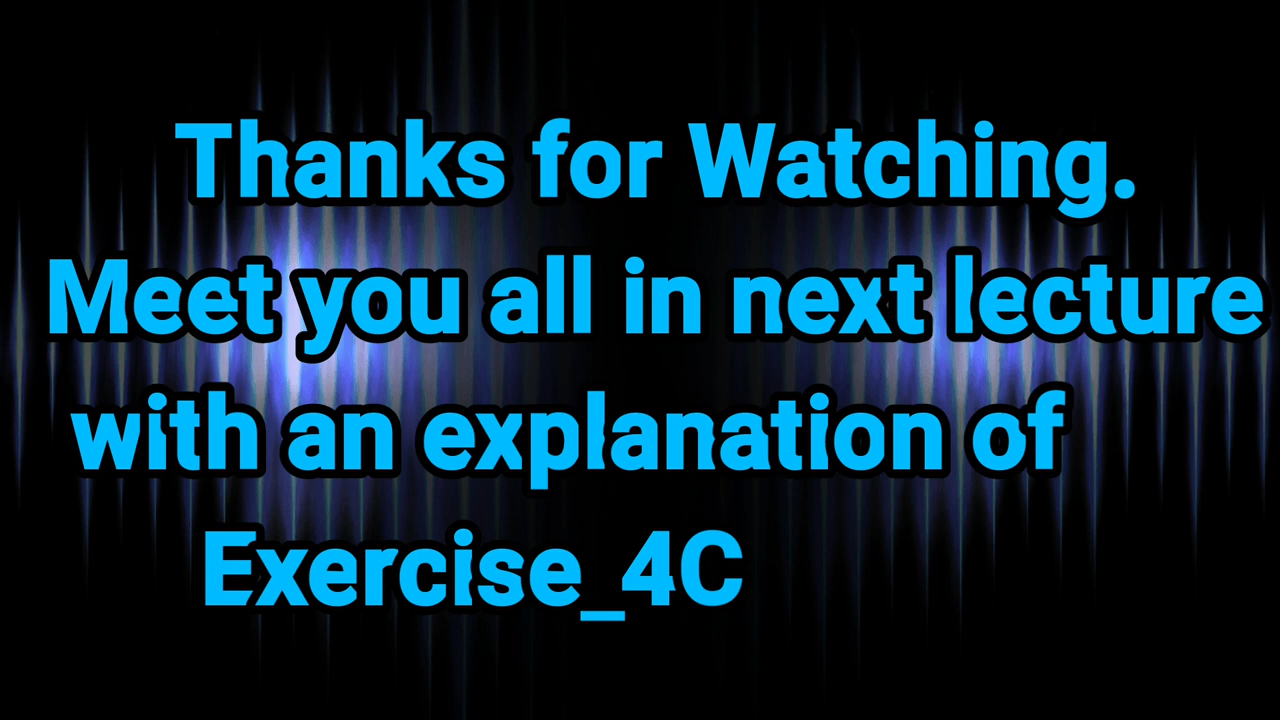 Thanks for Watching.
Meet you all in next lecture
with an explanation of
Exercise_4C